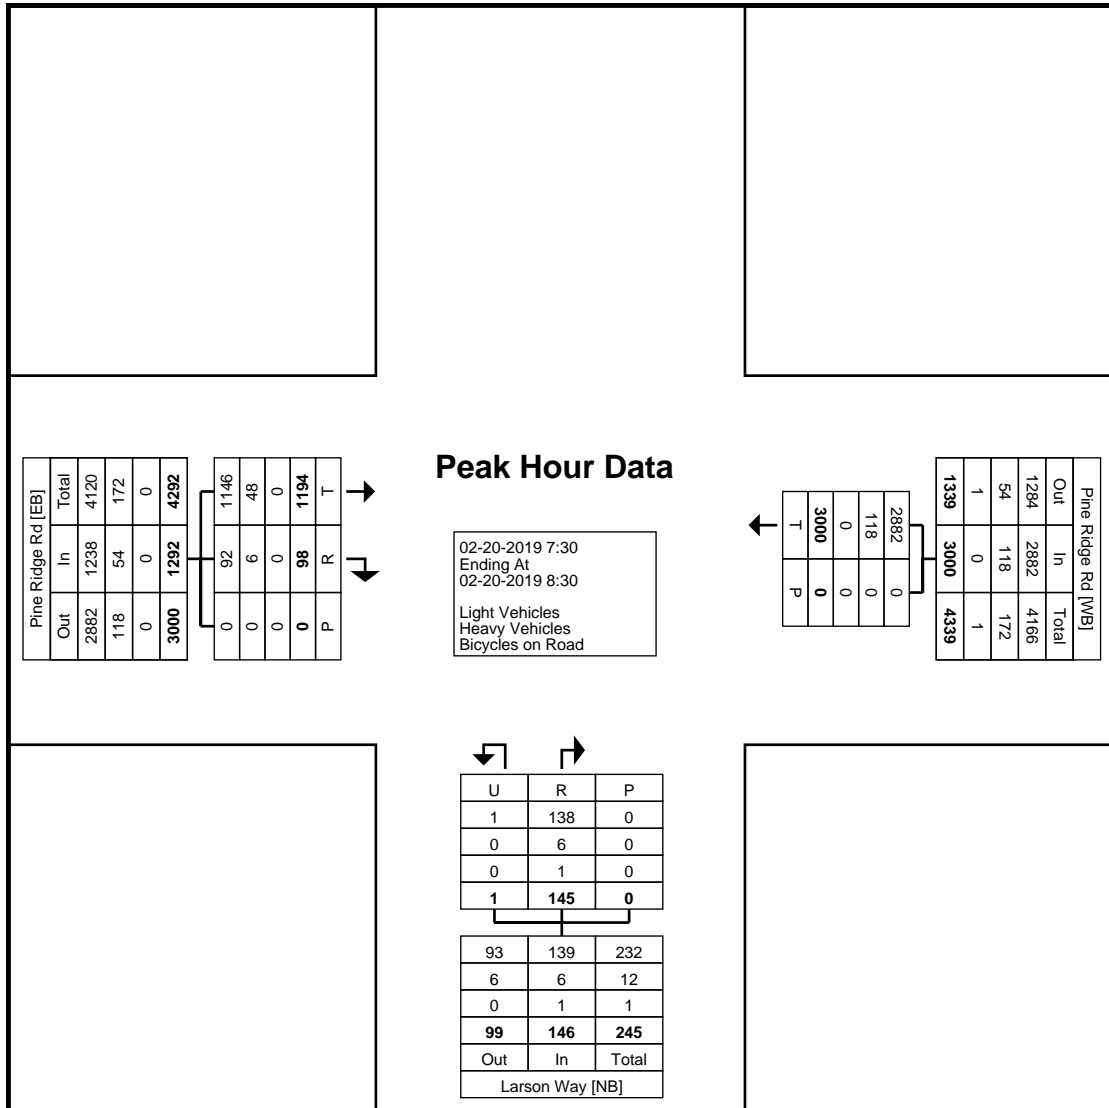 Peak Hour Data
02-20-2019 7:30
Ending At
02-20-2019 8:30
Light Vehicles
Heavy Vehicles
Bicycles on Road
Pine Ridge Rd [EB]
Total In Out
4120 1238 2882
172 54 118
0 0 0
4292 1292 3000
1146 92 0
48 6 0
0 0 0
1194 98 0
T R P
Pine Ridge Rd [WB]
Out In Total
1284 2882 4166
54 118 172
1 0 1
1339 3000 4339
2882 0
118 0
0 0
3000 0
T P
U R P
1 138 0
0 6 0
0 1 0
1 145 0
93 139 232
6 6 12
0 1 1
99 146 245
Out In Total
Larson Way [NB]